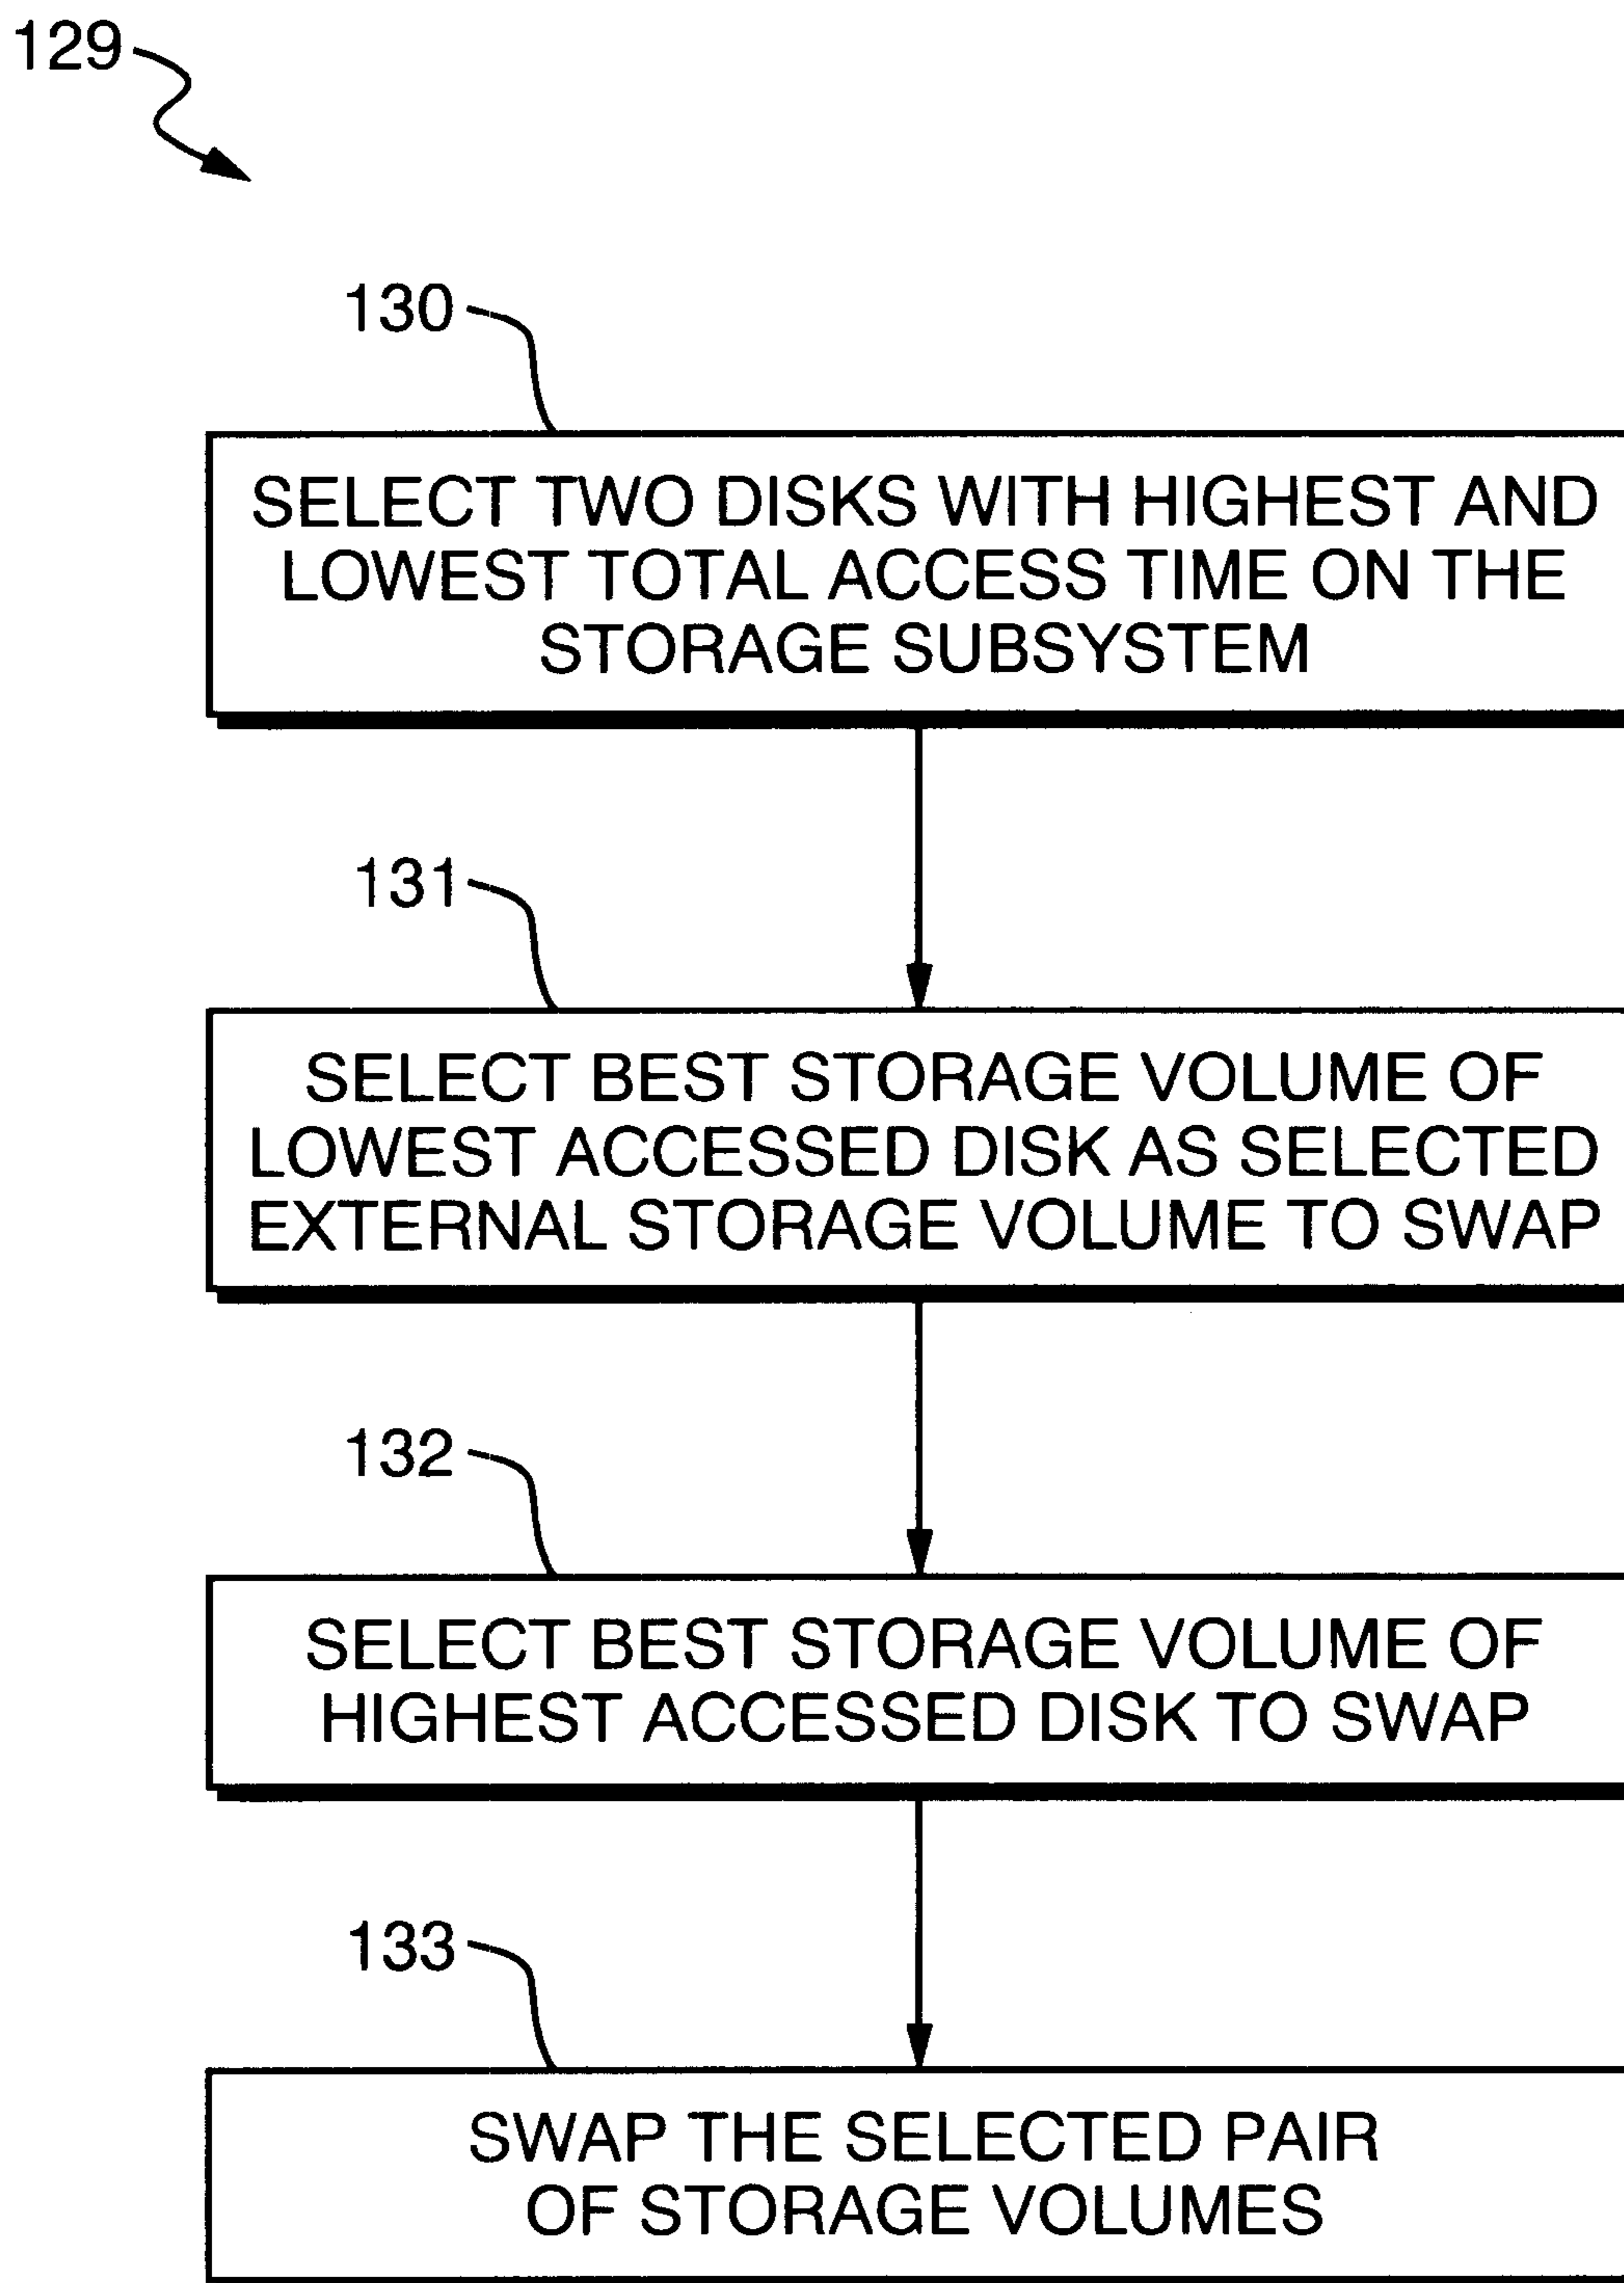 129
130
SELECT TWO DISKS WITH HIGHEST AND
LOWEST TOTAL ACCESS TIME ON THE
STORAGE SUBSYSTEM
131
SELECT BEST STORAGE VOLUME OF
LOWEST ACCESSED DISK AS SELECTED
EXTERNAL STORAGE VOLUME TO SWAP
132
SELECT BEST STORAGE VOLUME OF
HIGHEST ACCESSED DISK TO SWAP
133
SWAP THE SELECTED PAIR
OF STORAGE VOLUMES